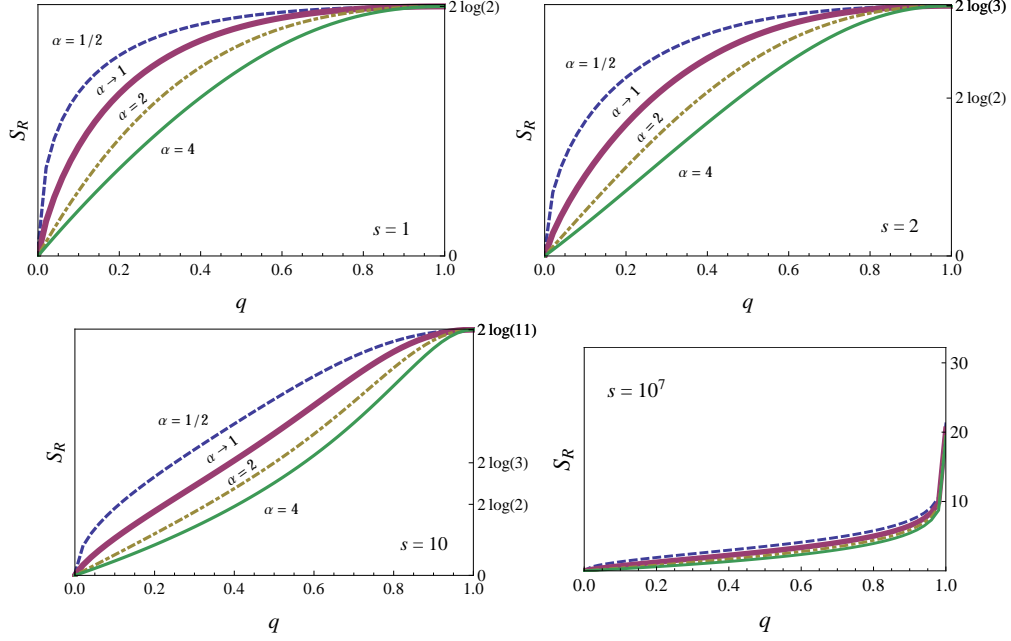 2 log(2)
α = 1/2
α → 1
α = 2
α = 4
S_R
s = 1
0
0.0 0.2 0.4 0.6 0.8 1.0
q
2 log(3)
α = 1/2
2 log(2)
α → 1
α = 2
α = 4
S_R
s = 2
0
0.0 0.2 0.4 0.6 0.8 1.0
q
2 log(11)
α = 1/2
α → 1
2 log(3)
α = 2
2 log(2)
α = 4
S_R
s = 10
0
0.0 0.2 0.4 0.6 0.8 1.0
q
30
s = 10^7
20
S_R
10
0.0 0.2 0.4 0.6 0.8 1.0
q